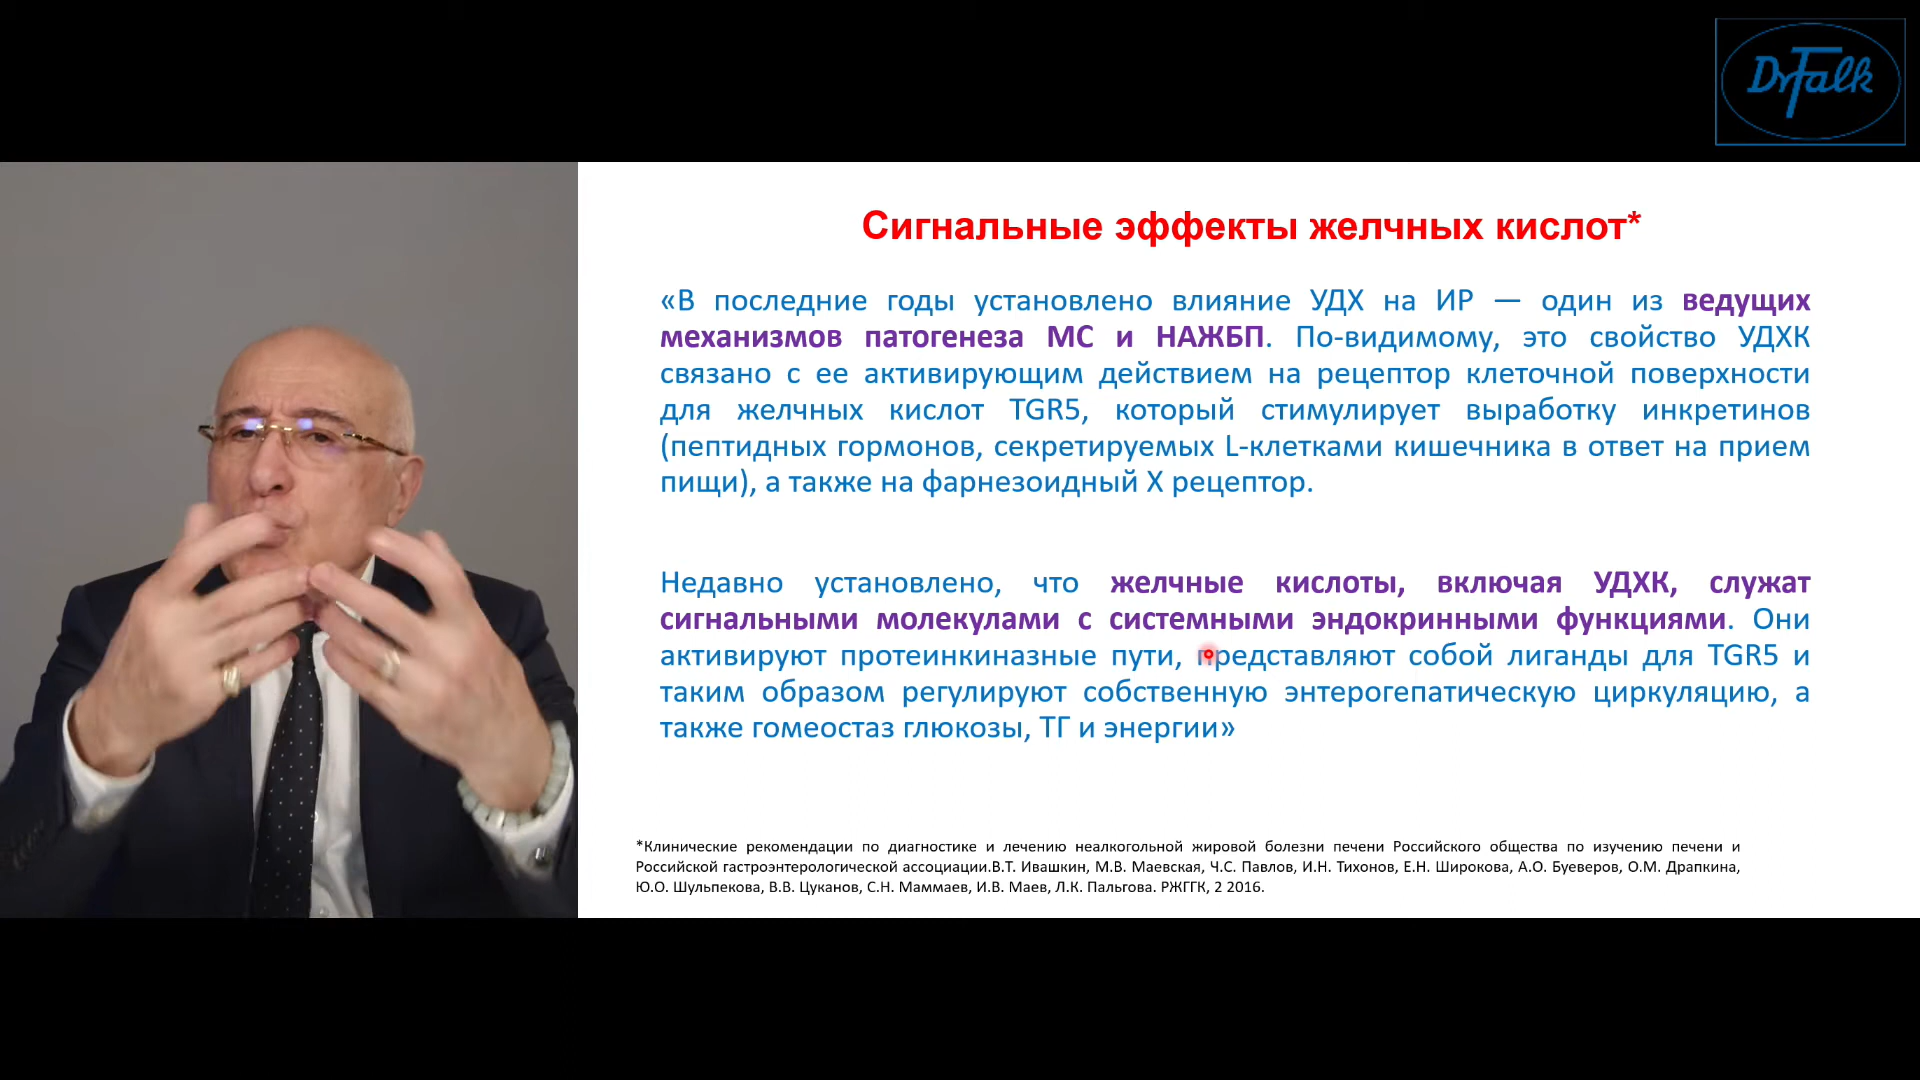 DrFalk
Сигнальные эффекты желчных кислот*
«В последние годы установлено влияние УДХ на ИР — один из ведущих
механизмов патогенеза МС и НАЖБП. По-видимому, это свойство УДХК
связано с ее активирующим действием на рецептор клеточной поверхности
для желчных кислот TGR5, который стимулирует выработку инкретинов
(пептидных гормонов, секретируемых L-клетками кишечника в ответ на прием
пищи), а также на фарнезоидный Х рецептор.
Недавно установлено, что желчные кислоты, включая УДХК, служат
сигнальными молекулами с системными эндокринными функциями. Они
активируют протеинкиназные пути, представляют собой лиганды для TGR5 и
таким образом регулируют собственную энтерогепатическую циркуляцию, а
также гомеостаз глюкозы, ТГ и энергии»
*Клинические рекомендации по диагностике и лечению неалкогольной жировой болезни печени Российского общества по изучению печени и
Российской гастроэнтерологической ассоциации.В.Т. Ивашкин, М.В. Маевская, Ч.С. Павлов, И.Н. Тихонов, Е.Н. Широкова, А.О. Буеверов, О.М. Драпкина,
Ю.О. Шульпекова, В.В. Цуканов, С.Н. Маммаев, И.В. Маев, Л.К. Пальгова. РЖГГК, 2 2016.